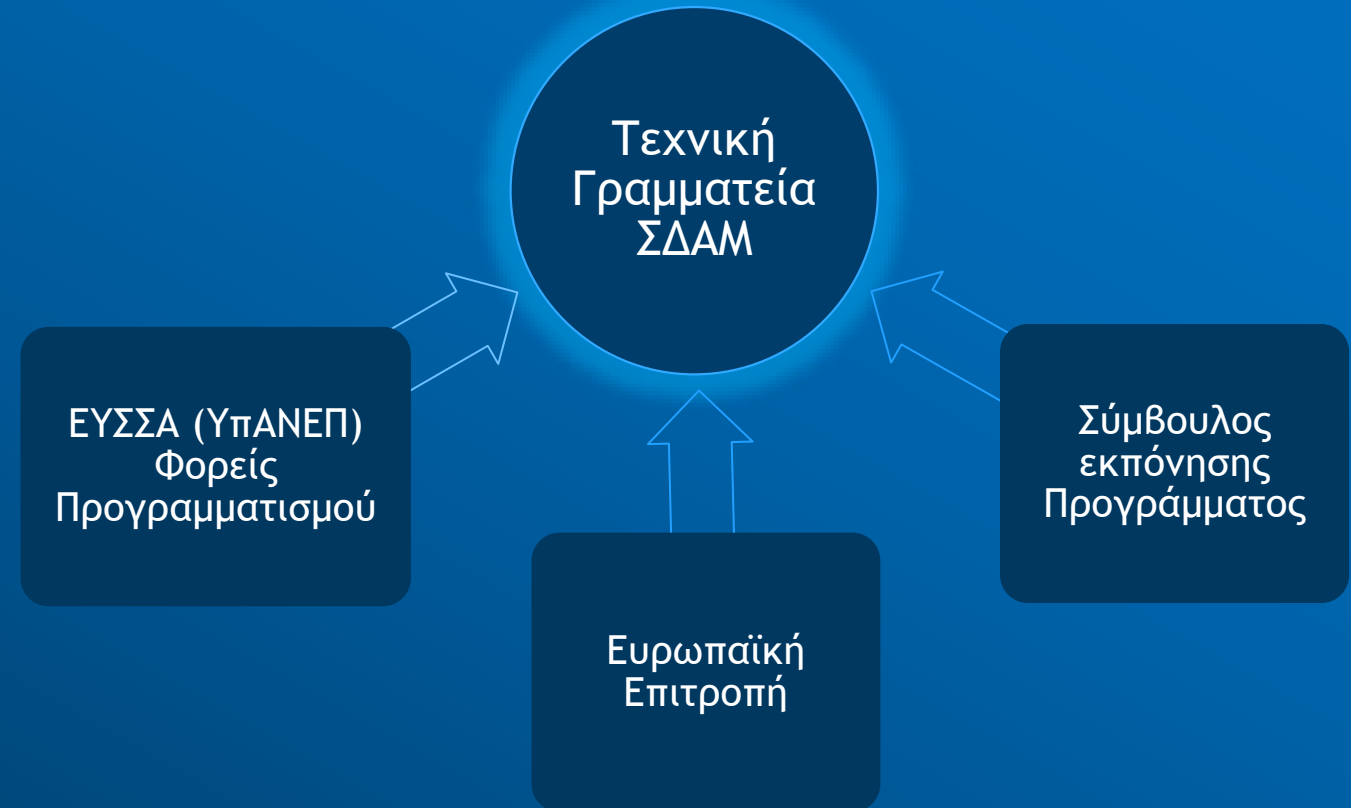 Τεχνική
Γραμματεία
ΣΔΑΜ
ΕΥΣΣΑ (ΥπΑΝΕΠ)
Φορείς
Προγραμματισμού
Σύμβουλος
εκπόνησης
Προγράμματος
Ευρωπαϊκή
Επιτροπή